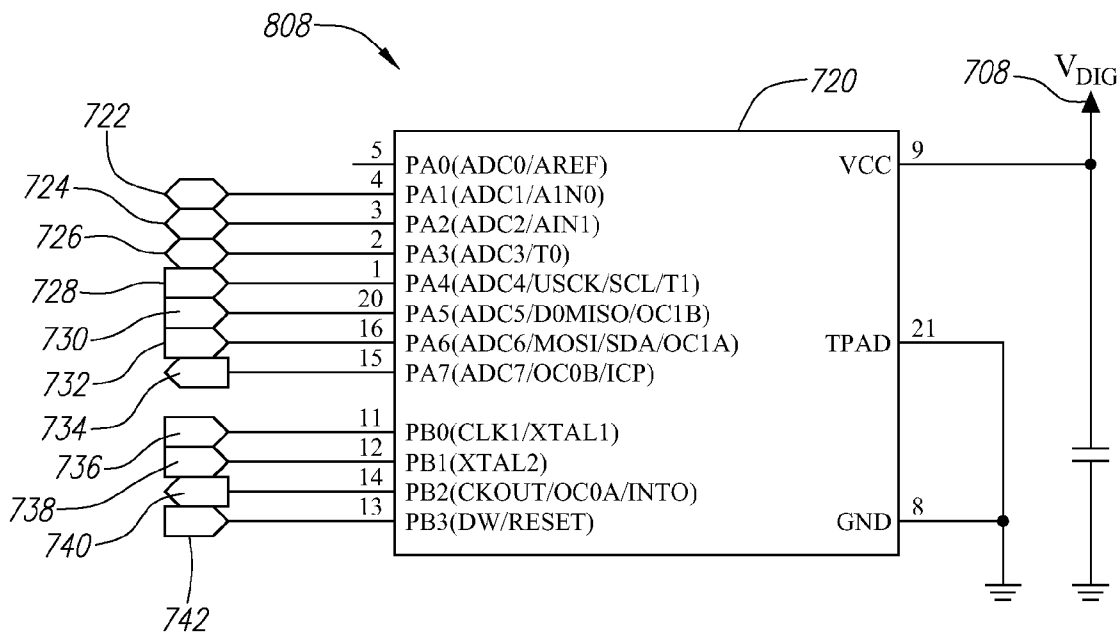 808
708
V_DIG
720
722
724
726
728
730
732
734
736
738
740
742
5 PA0(ADC0/AREF)
4 PA1(ADC1/A1N0)
3 PA2(ADC2/AIN1)
2 PA3(ADC3/T0)
1 PA4(ADC4/USCK/SCL/T1)
20 PA5(ADC5/D0MISO/OC1B)
16 PA6(ADC6/MOSI/SDA/OC1A)
15 PA7(ADC7/OC0B/ICP)
11 PB0(CLK1/XTAL1)
12 PB1(XTAL2)
14 PB2(CKOUT/OC0A/INTO)
13 PB3(DW/RESET)
VCC 9
TPAD 21
GND 8